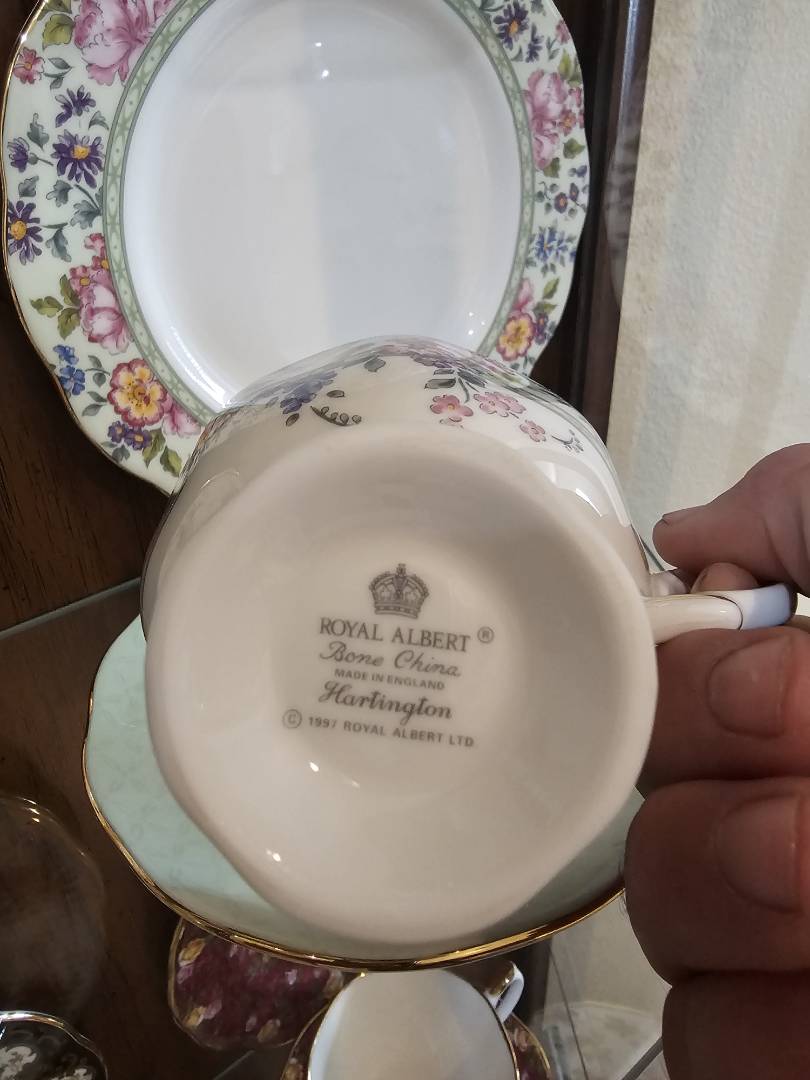 ROYAL ALBERT ®
Bone China
MADE IN ENGLAND
Hartington
© 1997 ROYAL ALBERT LTD